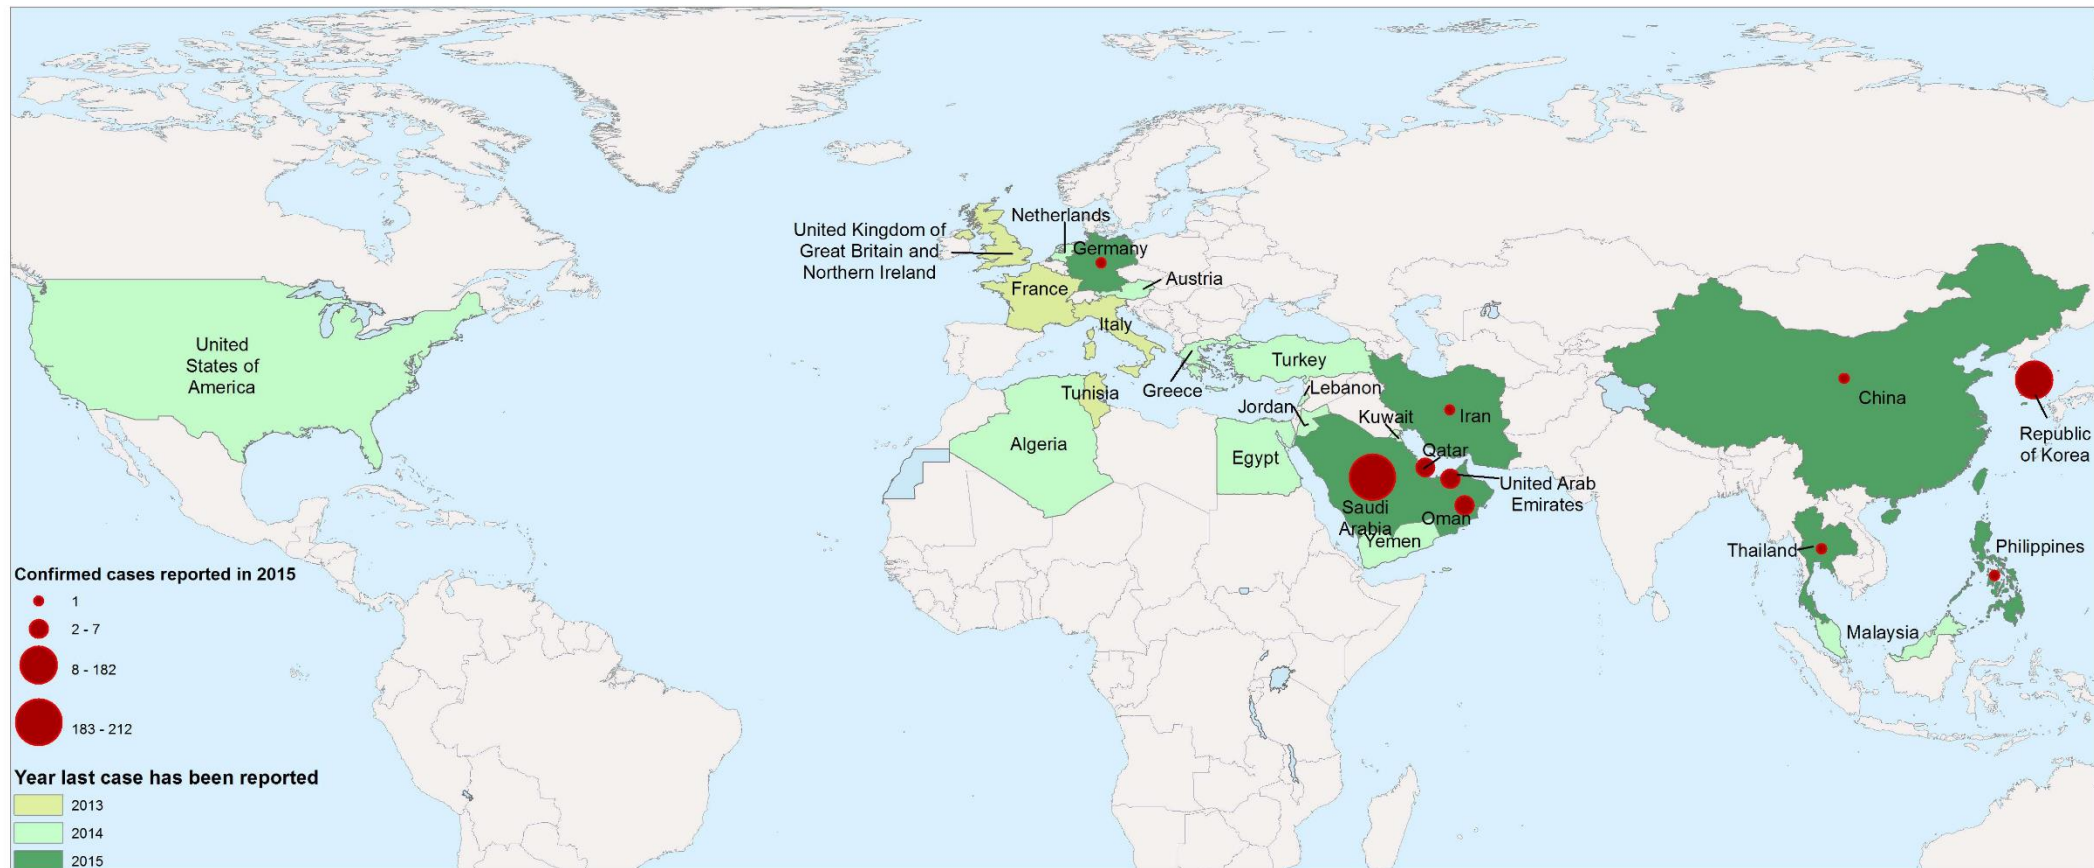 Netherlands
United Kingdom of
Great Britain and
Northern Ireland
Germany
Austria
France
Italy
United
States of
America
Turkey
Greece
Lebanon
Tunisia
Jordan
Kuwait
Iran
China
Algeria
Egypt
Qatar
Republic
of Korea
United Arab
Emirates
Saudi
Arabia
Oman
Yemen
Thailand
Philippines
Malaysia
Confirmed cases reported in 2015
1
2 - 7
8 - 182
183 - 212
Year last case has been reported
2013
2014
2015